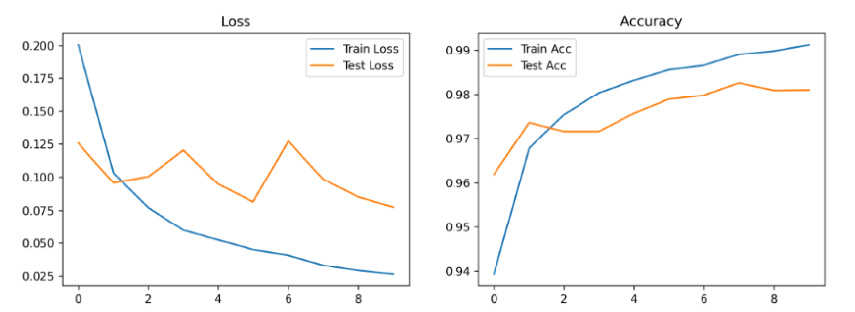 Loss
0.200
0.175
0.150
0.125
0.100
0.075
0.050
0.025
Train Loss
Test Loss
0 2 4 6 8
Accuracy
0.99
0.98
0.97
0.96
0.95
0.94
Train Acc
Test Acc
0 2 4 6 8